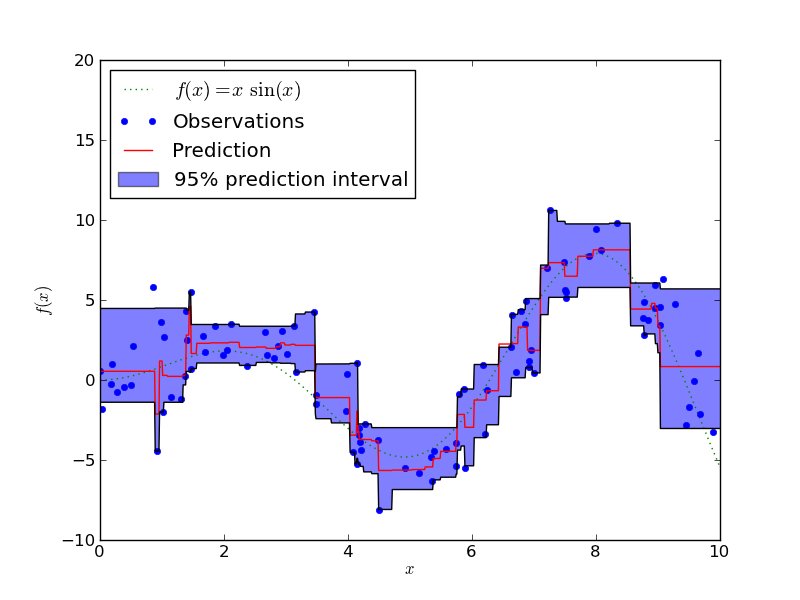 20
15
10
5
0
−5
−10
f(x)
f(x) = x sin(x)
Observations
Prediction
95% prediction interval
0 2 4 6 8 10
x